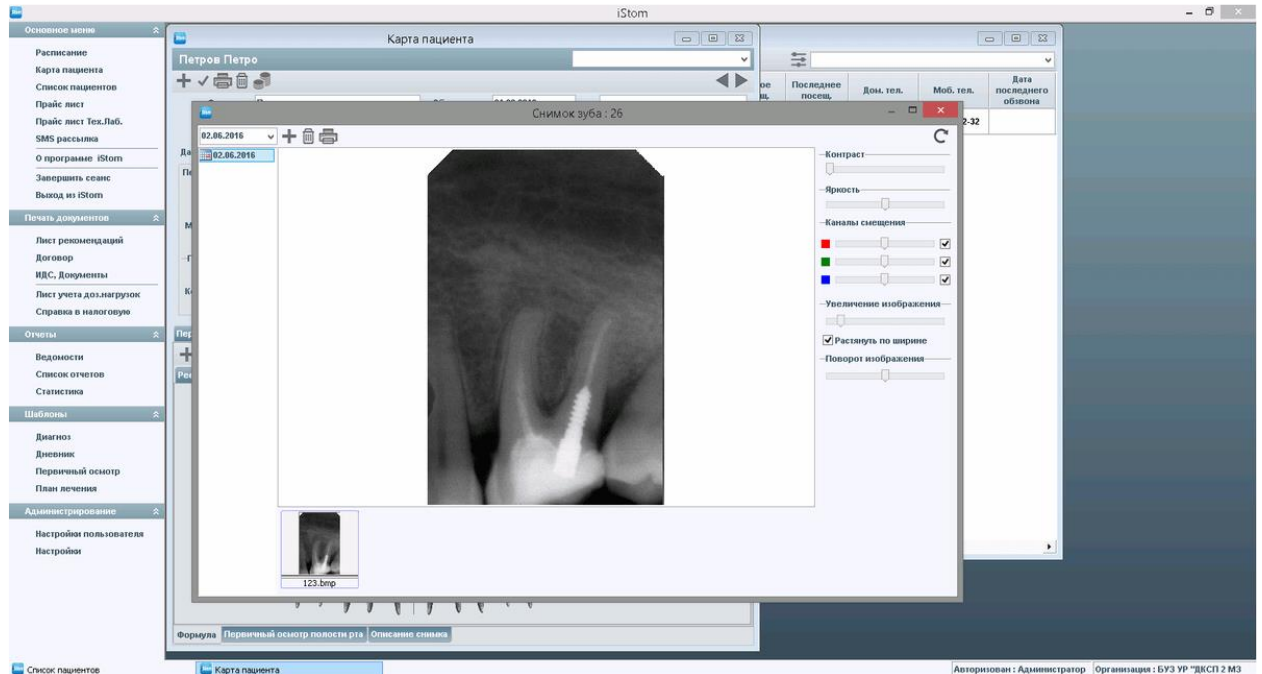 iStom
Основное меню
Расписание
Карта пациента
Список пациентов
Прайс лист
Прайс лист Тех.Лаб.
SMS рассылка
О программе iStom
Завершить сеанс
Выход из iStom
Печать документов
Лист рекомендаций
Договор
ИДС, Документы
Лист учета доз.нагрузок
Справка в налоговую
Отчеты
Ведомости
Список отчетов
Статистика
Шаблоны
Диагноз
Дневник
Первичный осмотр
План лечения
Администрирование
Настройки пользователя
Настройки
Карта пациента
Петров Петро
Последнее посещ.
Дом. тел.
Моб. тел.
Дата последнего обзвона
2-32
Снимок зуба : 26
02.06.2016
02.06.2016
Контраст
Яркость
Каналы смещения
Увеличение изображения
Растянуть по ширине
Поворот изображения
123.bmp
Формула
Первичный осмотр полости рта
Описание снимка
Список пациентов
Карта пациента
Авторизован : Администратор
Организация : БУЗ УР "ДКСП 2 МЗ